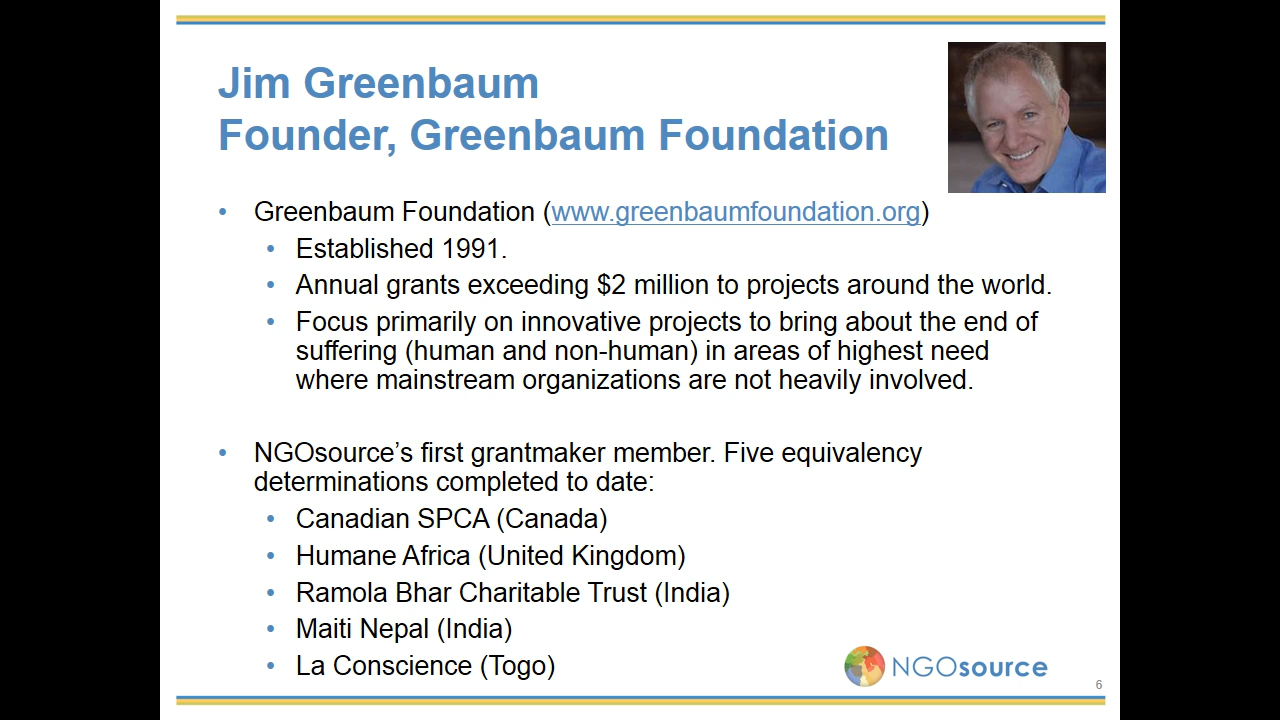 Jim Greenbaum
Founder, Greenbaum Foundation
• Greenbaum Foundation (www.greenbaumfoundation.org)
• Established 1991.
• Annual grants exceeding $2 million to projects around the world.
• Focus primarily on innovative projects to bring about the end of
suffering (human and non-human) in areas of highest need
where mainstream organizations are not heavily involved.
• NGOsource’s first grantmaker member. Five equivalency
determinations completed to date:
• Canadian SPCA (Canada)
• Humane Africa (United Kingdom)
• Ramola Bhar Charitable Trust (India)
• Maiti Nepal (India)
• La Conscience (Togo)
NGOsource
6